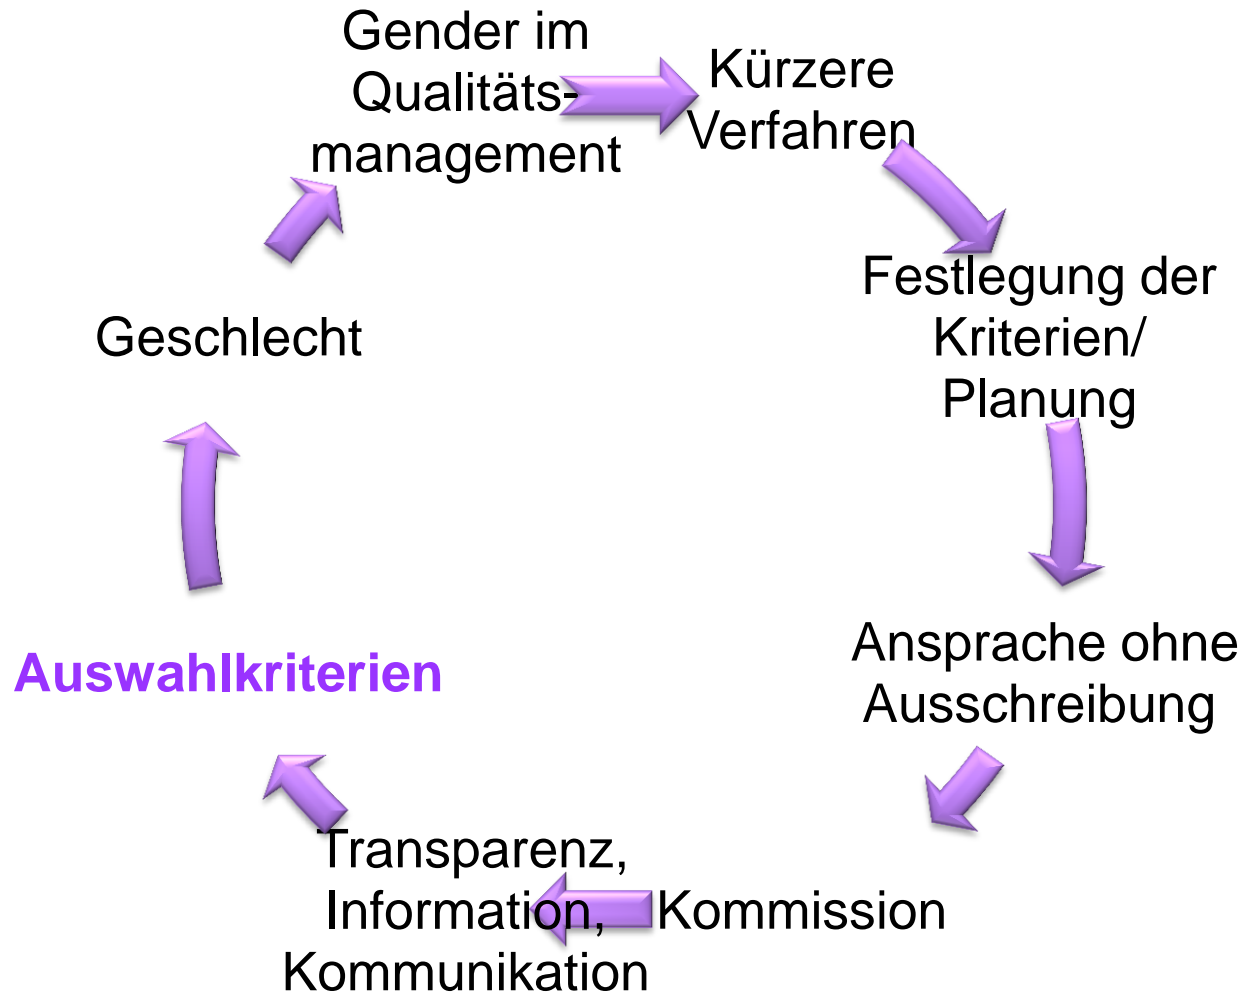 Gender im
Qualitäts-
management
Kürzere
Verfahren
Festlegung der
Kriterien/
Planung
Ansprache ohne
Ausschreibung
Kommission
Transparenz,
Information,
Kommunikation
Auswahlkriterien
Geschlecht